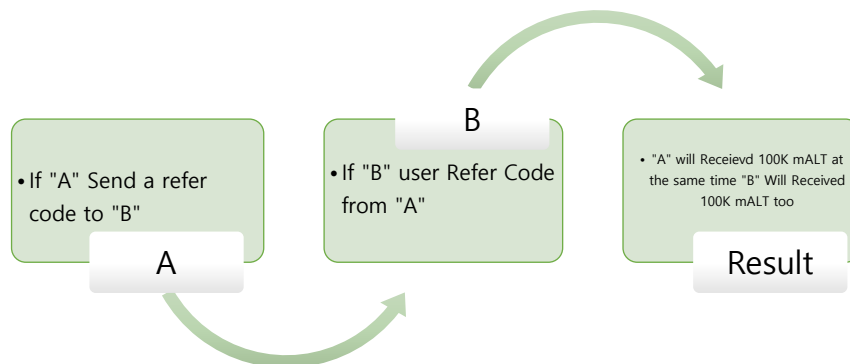 • If "A" Send a refer
code to "B"
A
B
• If "B" user Refer Code
from "A"
• "A" will Receievd 100K mALT at
the same time "B" Will Received
100K mALT too
Result